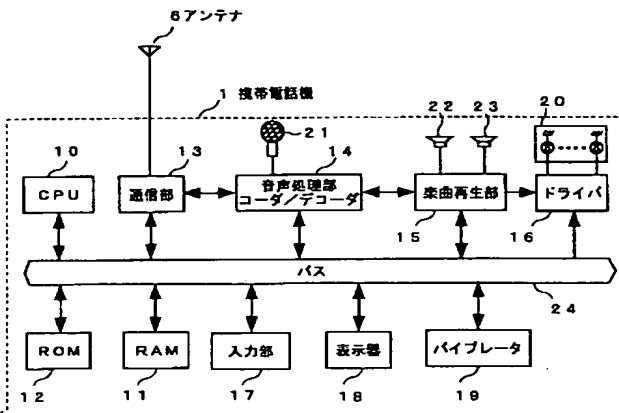 6アンテナ
1 携帯電話機
22 23 20
21
10 13 14
CPU 通信部 音声処理部
コーダ/デコーダ 楽曲再生部 ドライバ
15 16
バス
24
ROM RAM 入力部 表示器 バイブレータ
12 11 17 18 19